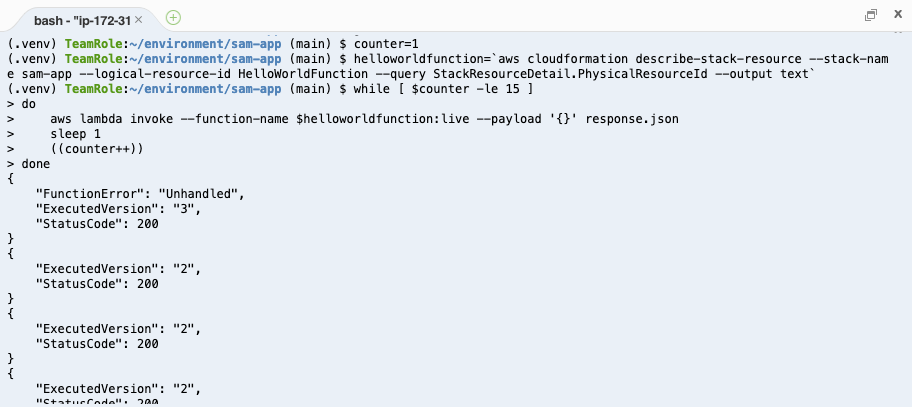 bash - "ip-172-31 ×
(.venv) TeamRole:~/environment/sam-app (main) $ counter=1
(.venv) TeamRole:~/environment/sam-app (main) $ helloworldfunction=`aws cloudformation describe-stack-resource --stack-nam
e sam-app --logical-resource-id HelloWorldFunction --query StackResourceDetail.PhysicalResourceId --output text`
(.venv) TeamRole:~/environment/sam-app (main) $ while [ $counter -le 15 ]
> do
>     aws lambda invoke --function-name $helloworldfunction:live --payload '{}' response.json
>     sleep 1
>     ((counter++))
> done
{
    "FunctionError": "Unhandled",
    "ExecutedVersion": "3",
    "StatusCode": 200
}
{
    "ExecutedVersion": "2",
    "StatusCode": 200
}
{
    "ExecutedVersion": "2",
    "StatusCode": 200
}
{
    "ExecutedVersion": "2",
    "StatusCode": 200